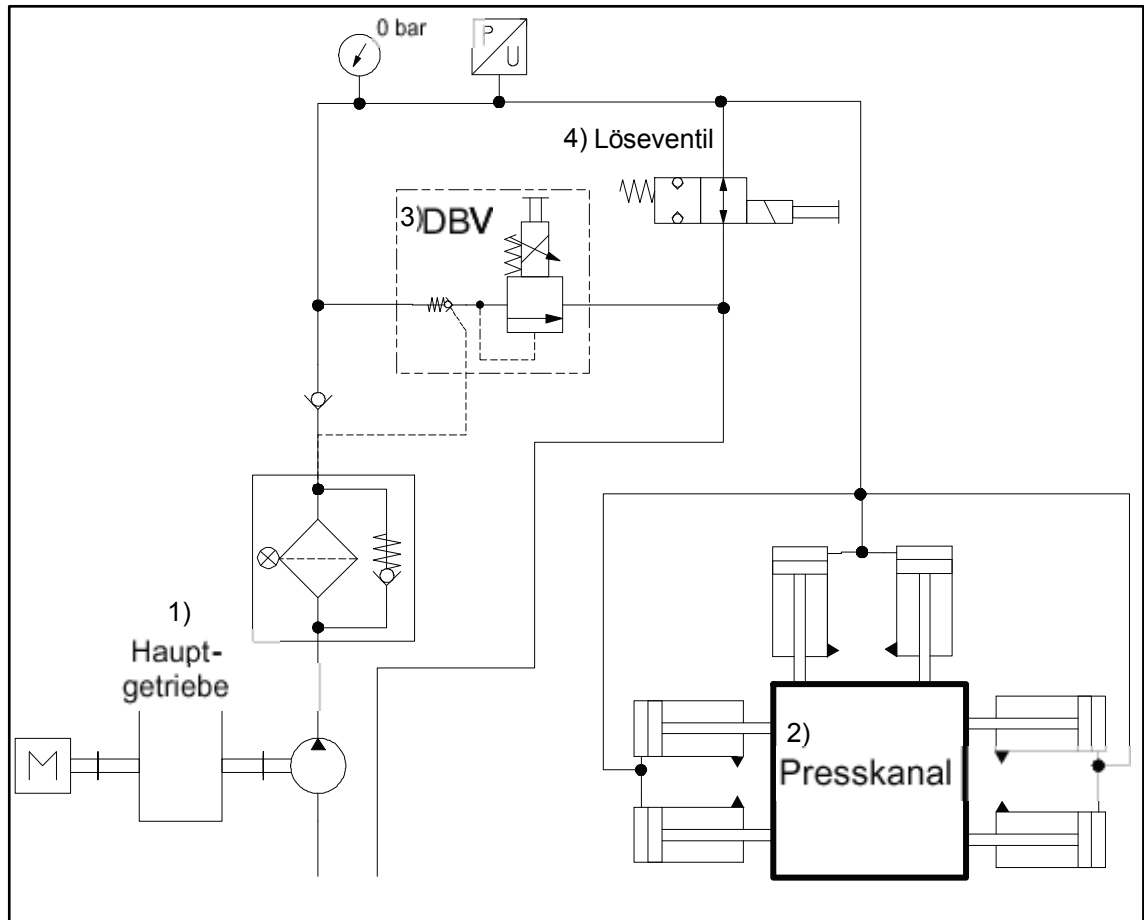 0 bar
P
U
4) Löseventil
3)DBV
1)
Haupt-
getriebe
M
2)
Presskanal